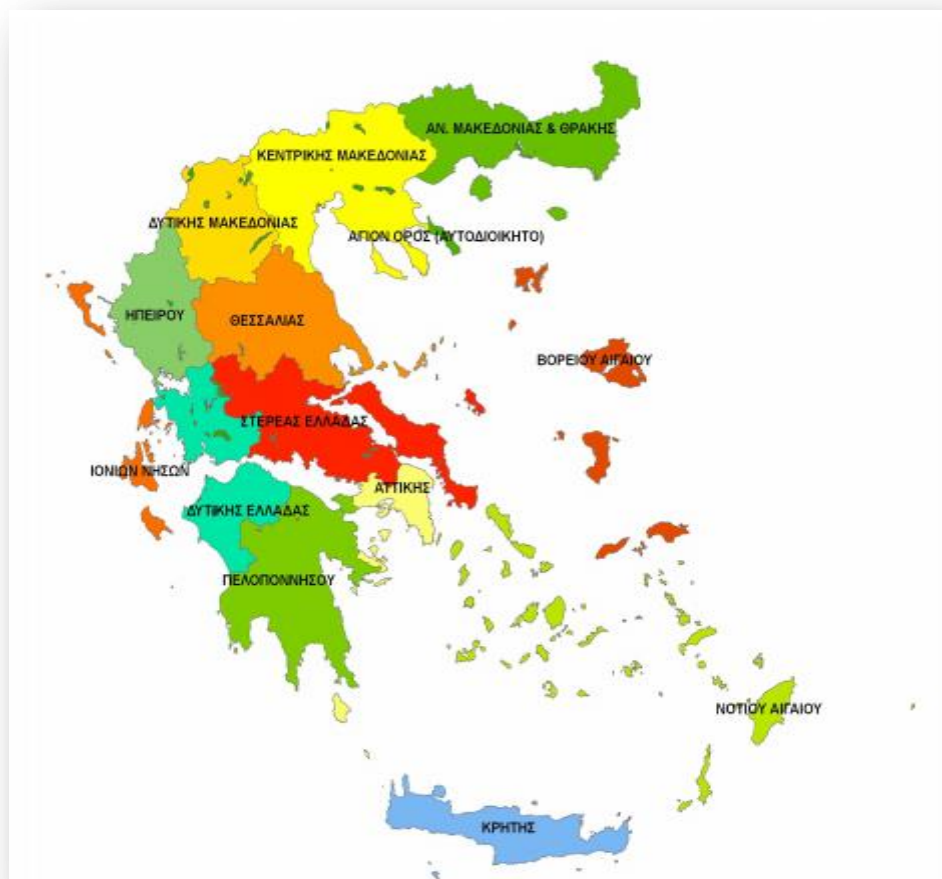 ΑΝ. ΜΑΚΕΔΟΝΙΑΣ & ΘΡΑΚΗΣ
ΚΕΝΤΡΙΚΗΣ ΜΑΚΕΔΟΝΙΑΣ
ΔΥΤΙΚΗΣ ΜΑΚΕΔΟΝΙΑΣ
ΑΓΙΟΝ ΟΡΟΣ (ΑΥΤΟΔΙΟΙΚΗΤΟ)
ΗΠΕΙΡΟΥ
ΘΕΣΣΑΛΙΑΣ
ΒΟΡΕΙΟΥ ΑΙΓΑΙΟΥ
ΣΤΕΡΕΑΣ ΕΛΛΑΔΑΣ
ΙΟΝΙΩΝ ΝΗΣΩΝ
ΑΤΤΙΚΗΣ
ΔΥΤΙΚΗΣ ΕΛΛΑΔΑΣ
ΠΕΛΟΠΟΝΝΗΣΟΥ
ΝΟΤΙΟΥ ΑΙΓΑΙΟΥ
ΚΡΗΤΗΣ